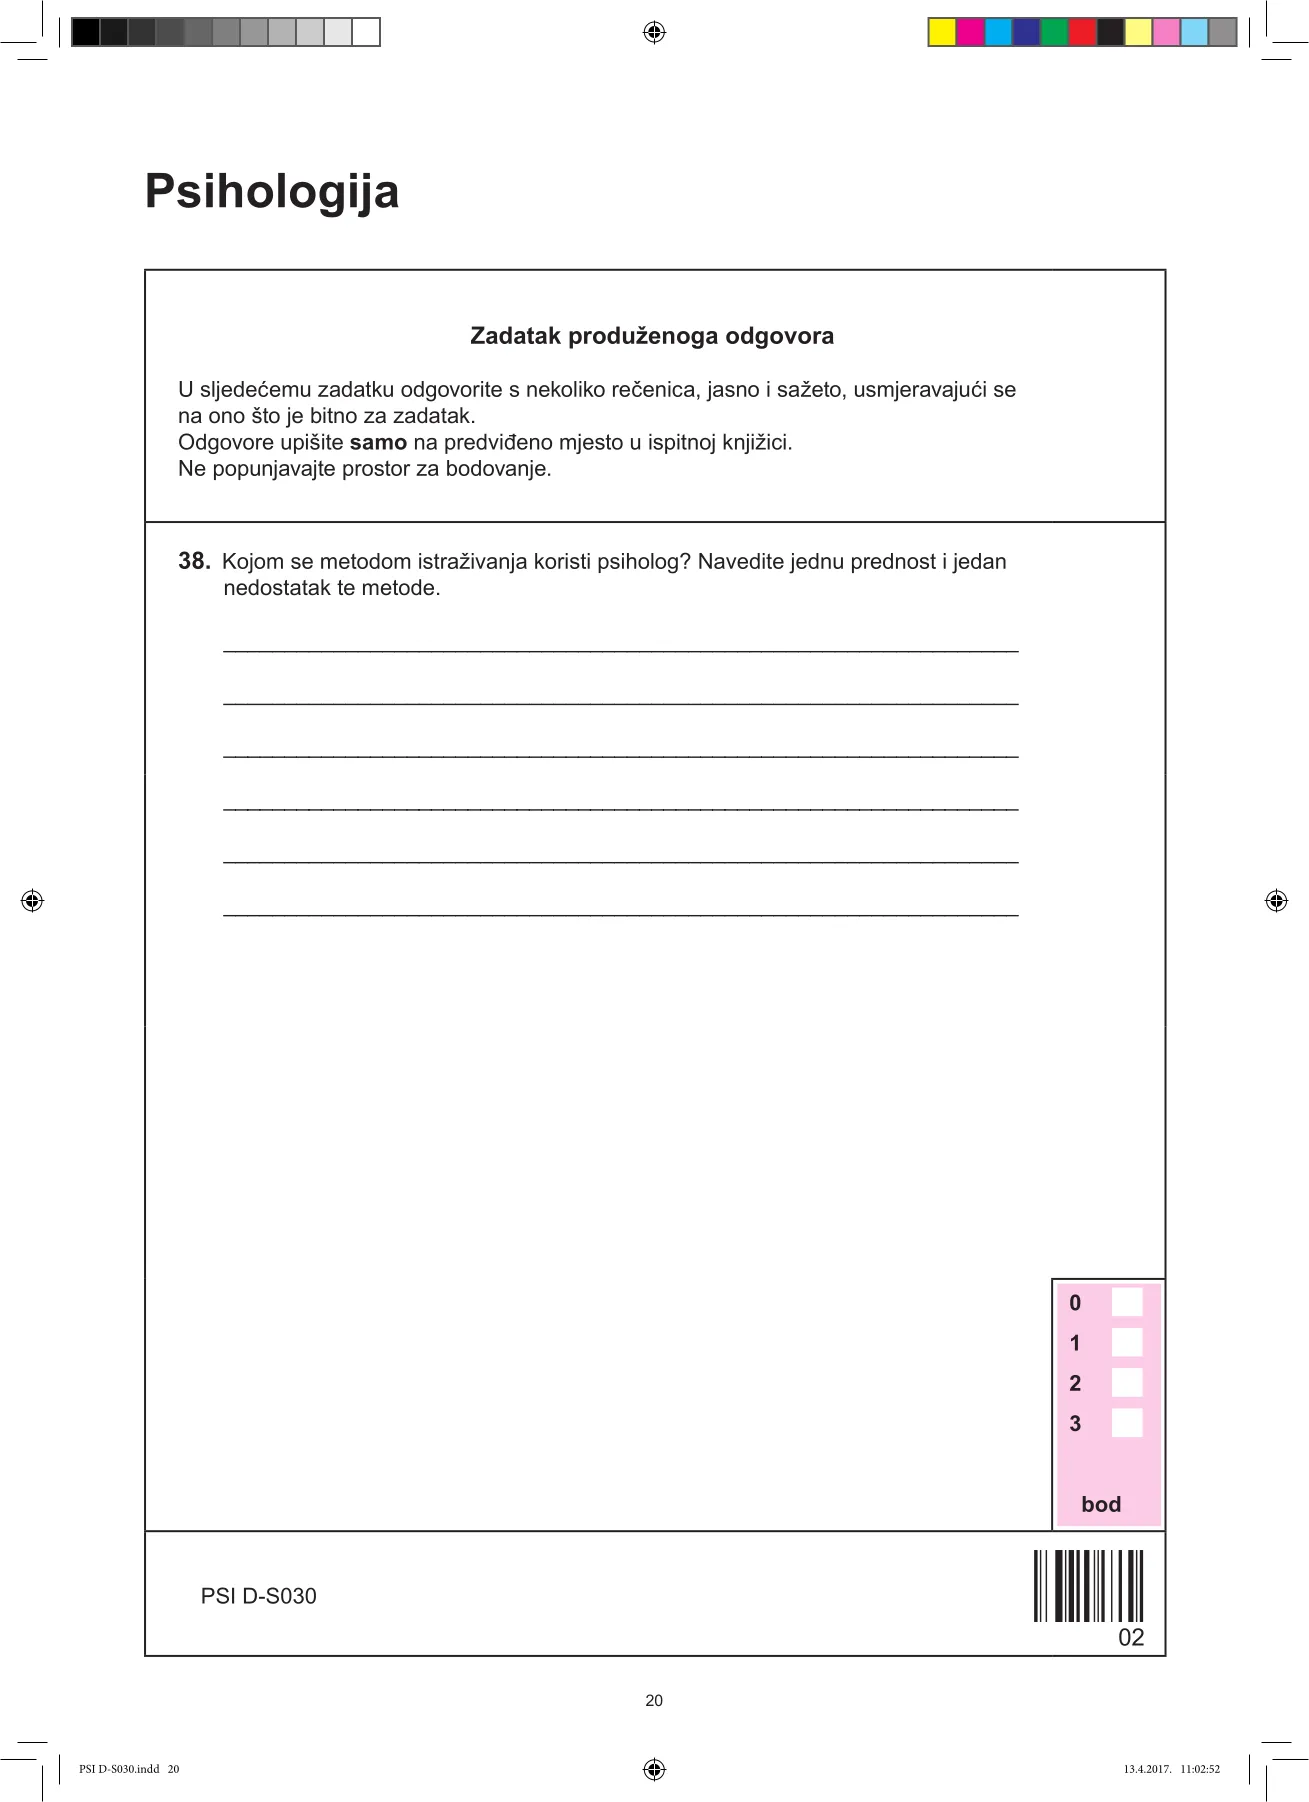 Psihologija
Zadatak produženoga odgovora
U sljedećemu zadatku odgovorite s nekoliko rečenica, jasno i sažeto, usmjeravajući se
na ono što je bitno za zadatak.
Odgovore upišite samo na predviđeno mjesto u ispitnoj knjižici.
Ne popunjavajte prostor za bodovanje.
38. Kojom se metodom istraživanja koristi psiholog? Navedite jednu prednost i jedan
nedostatak te metode.
0
1
2
3
bod
PSI D-S030
02
20
PSI D-S030.indd 20
13.4.2017. 11:02:52